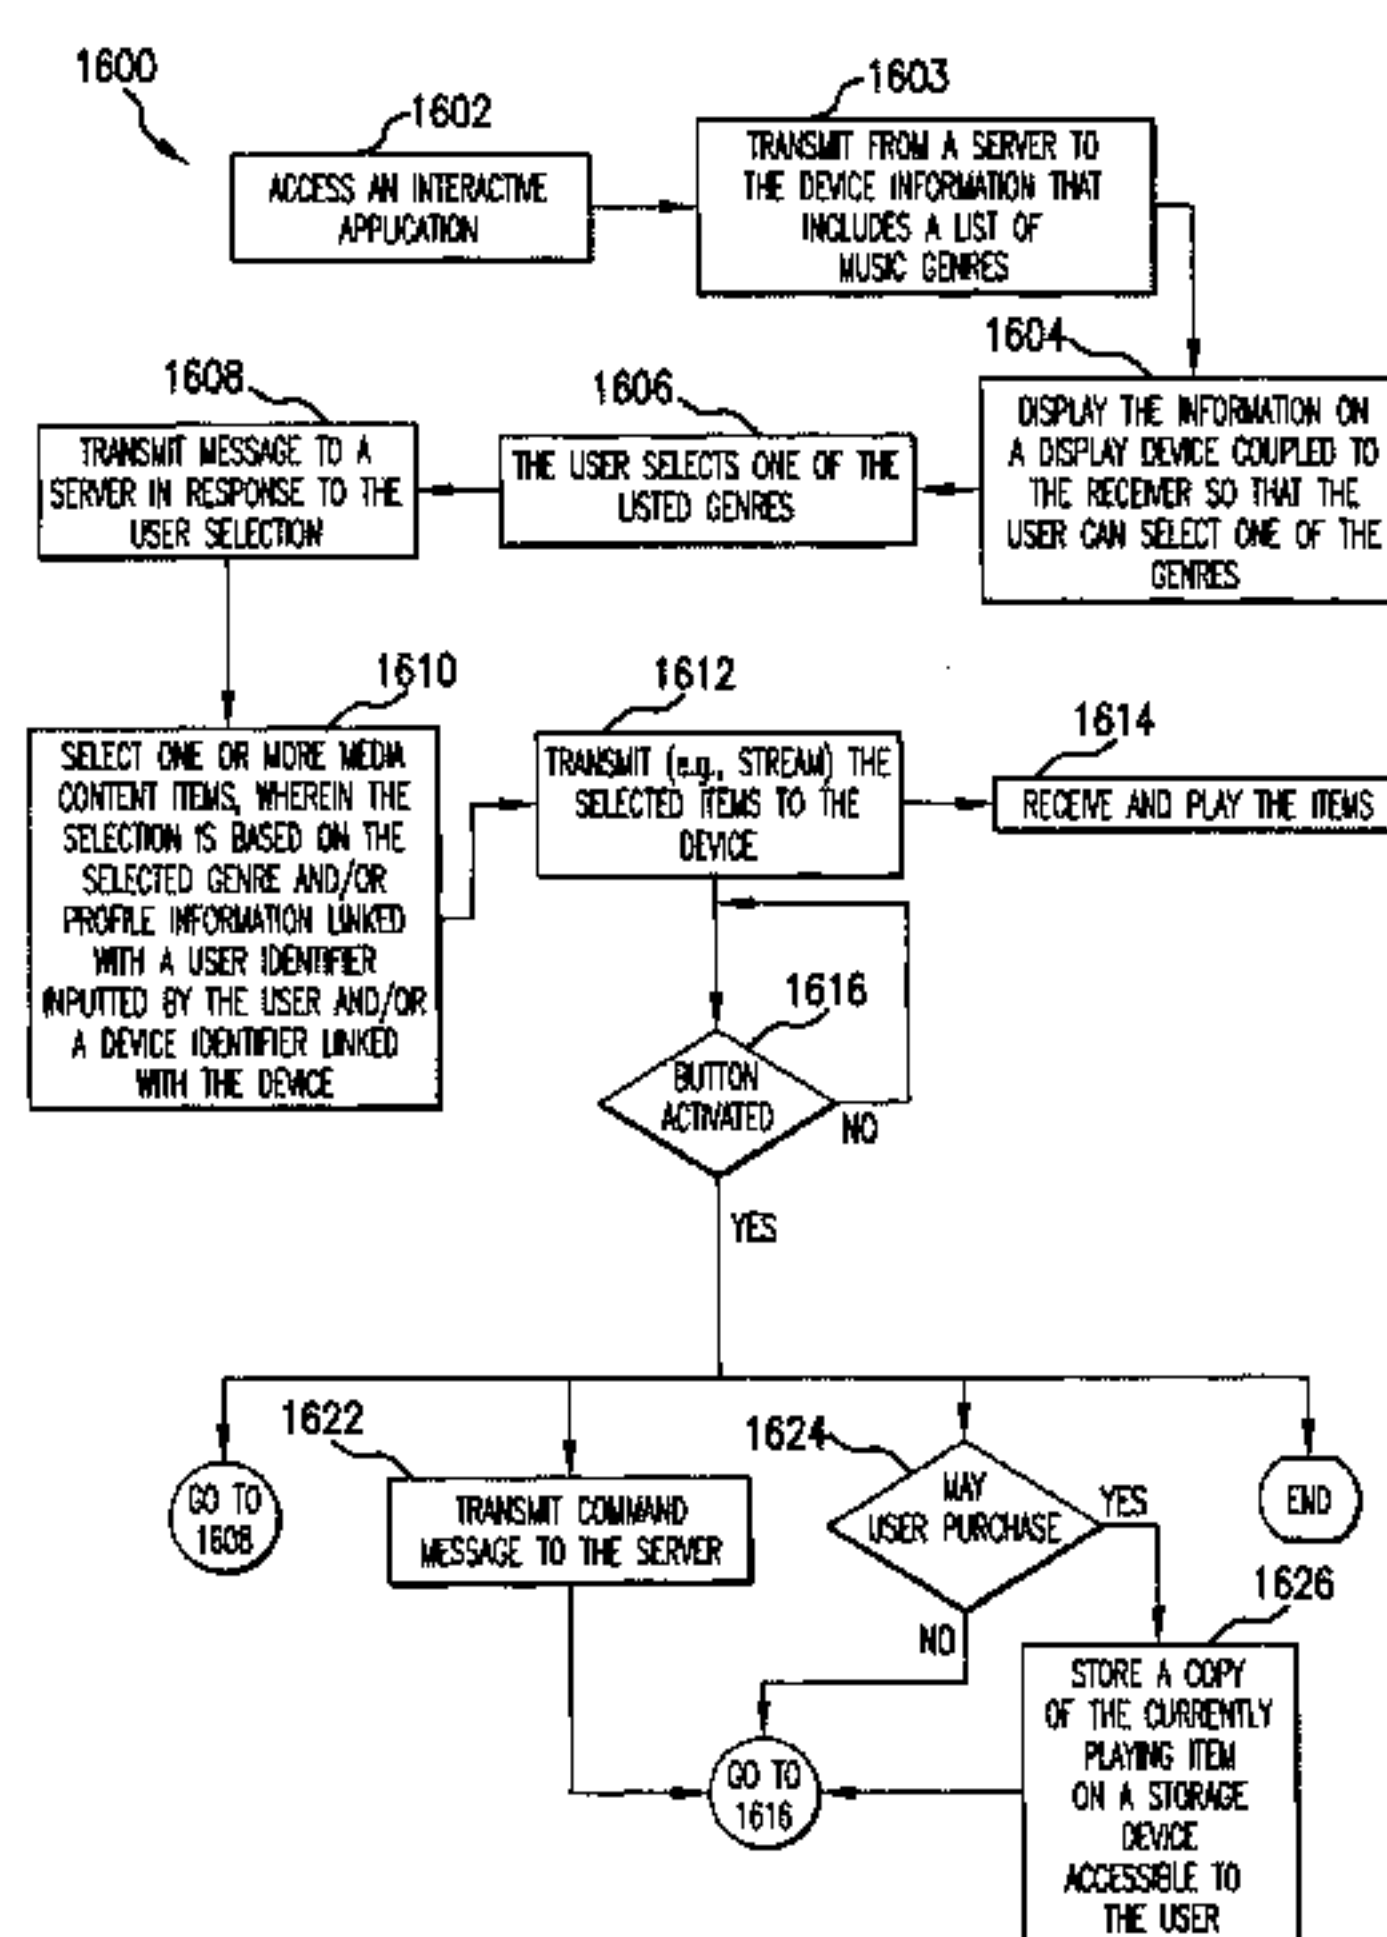 1600
1602
ACCESS AN INTERACTIVE
APPLICATION
1603
TRANSMIT FROM A SERVER TO
THE DEVICE INFORMATION THAT
INCLUDES A LIST OF
MUSIC GENRES
1604
DISPLAY THE INFORMATION ON
A DISPLAY DEVICE COUPLED TO
THE RECEIVER SO THAT THE
USER CAN SELECT ONE OF THE
GENRES
1606
THE USER SELECTS ONE OF THE
LISTED GENRES
1608
TRANSMIT MESSAGE TO A
SERVER IN RESPONSE TO THE
USER SELECTION
1610
SELECT ONE OR MORE MEDIA
CONTENT ITEMS, WHEREIN THE
SELECTION IS BASED ON THE
SELECTED GENRE AND/OR
PROFILE INFORMATION LINKED
WITH A USER IDENTIFIER
INPUTTED BY THE USER AND/OR
A DEVICE IDENTIFIER LINKED
WITH THE DEVICE
1612
TRANSMIT (e.g., STREAM) THE
SELECTED ITEMS TO THE
DEVICE
1614
RECEIVE AND PLAY THE ITEMS
1616
BUTTON
ACTIVATED
NO
YES
GO TO
1608
1622
TRANSMIT COMMAND
MESSAGE TO THE SERVER
1624
MAY
USER PURCHASE
YES
NO
END
1626
STORE A COPY
OF THE CURRENTLY
PLAYING ITEM
ON A STORAGE
DEVICE
ACCESSIBLE TO
THE USER
GO TO
1616